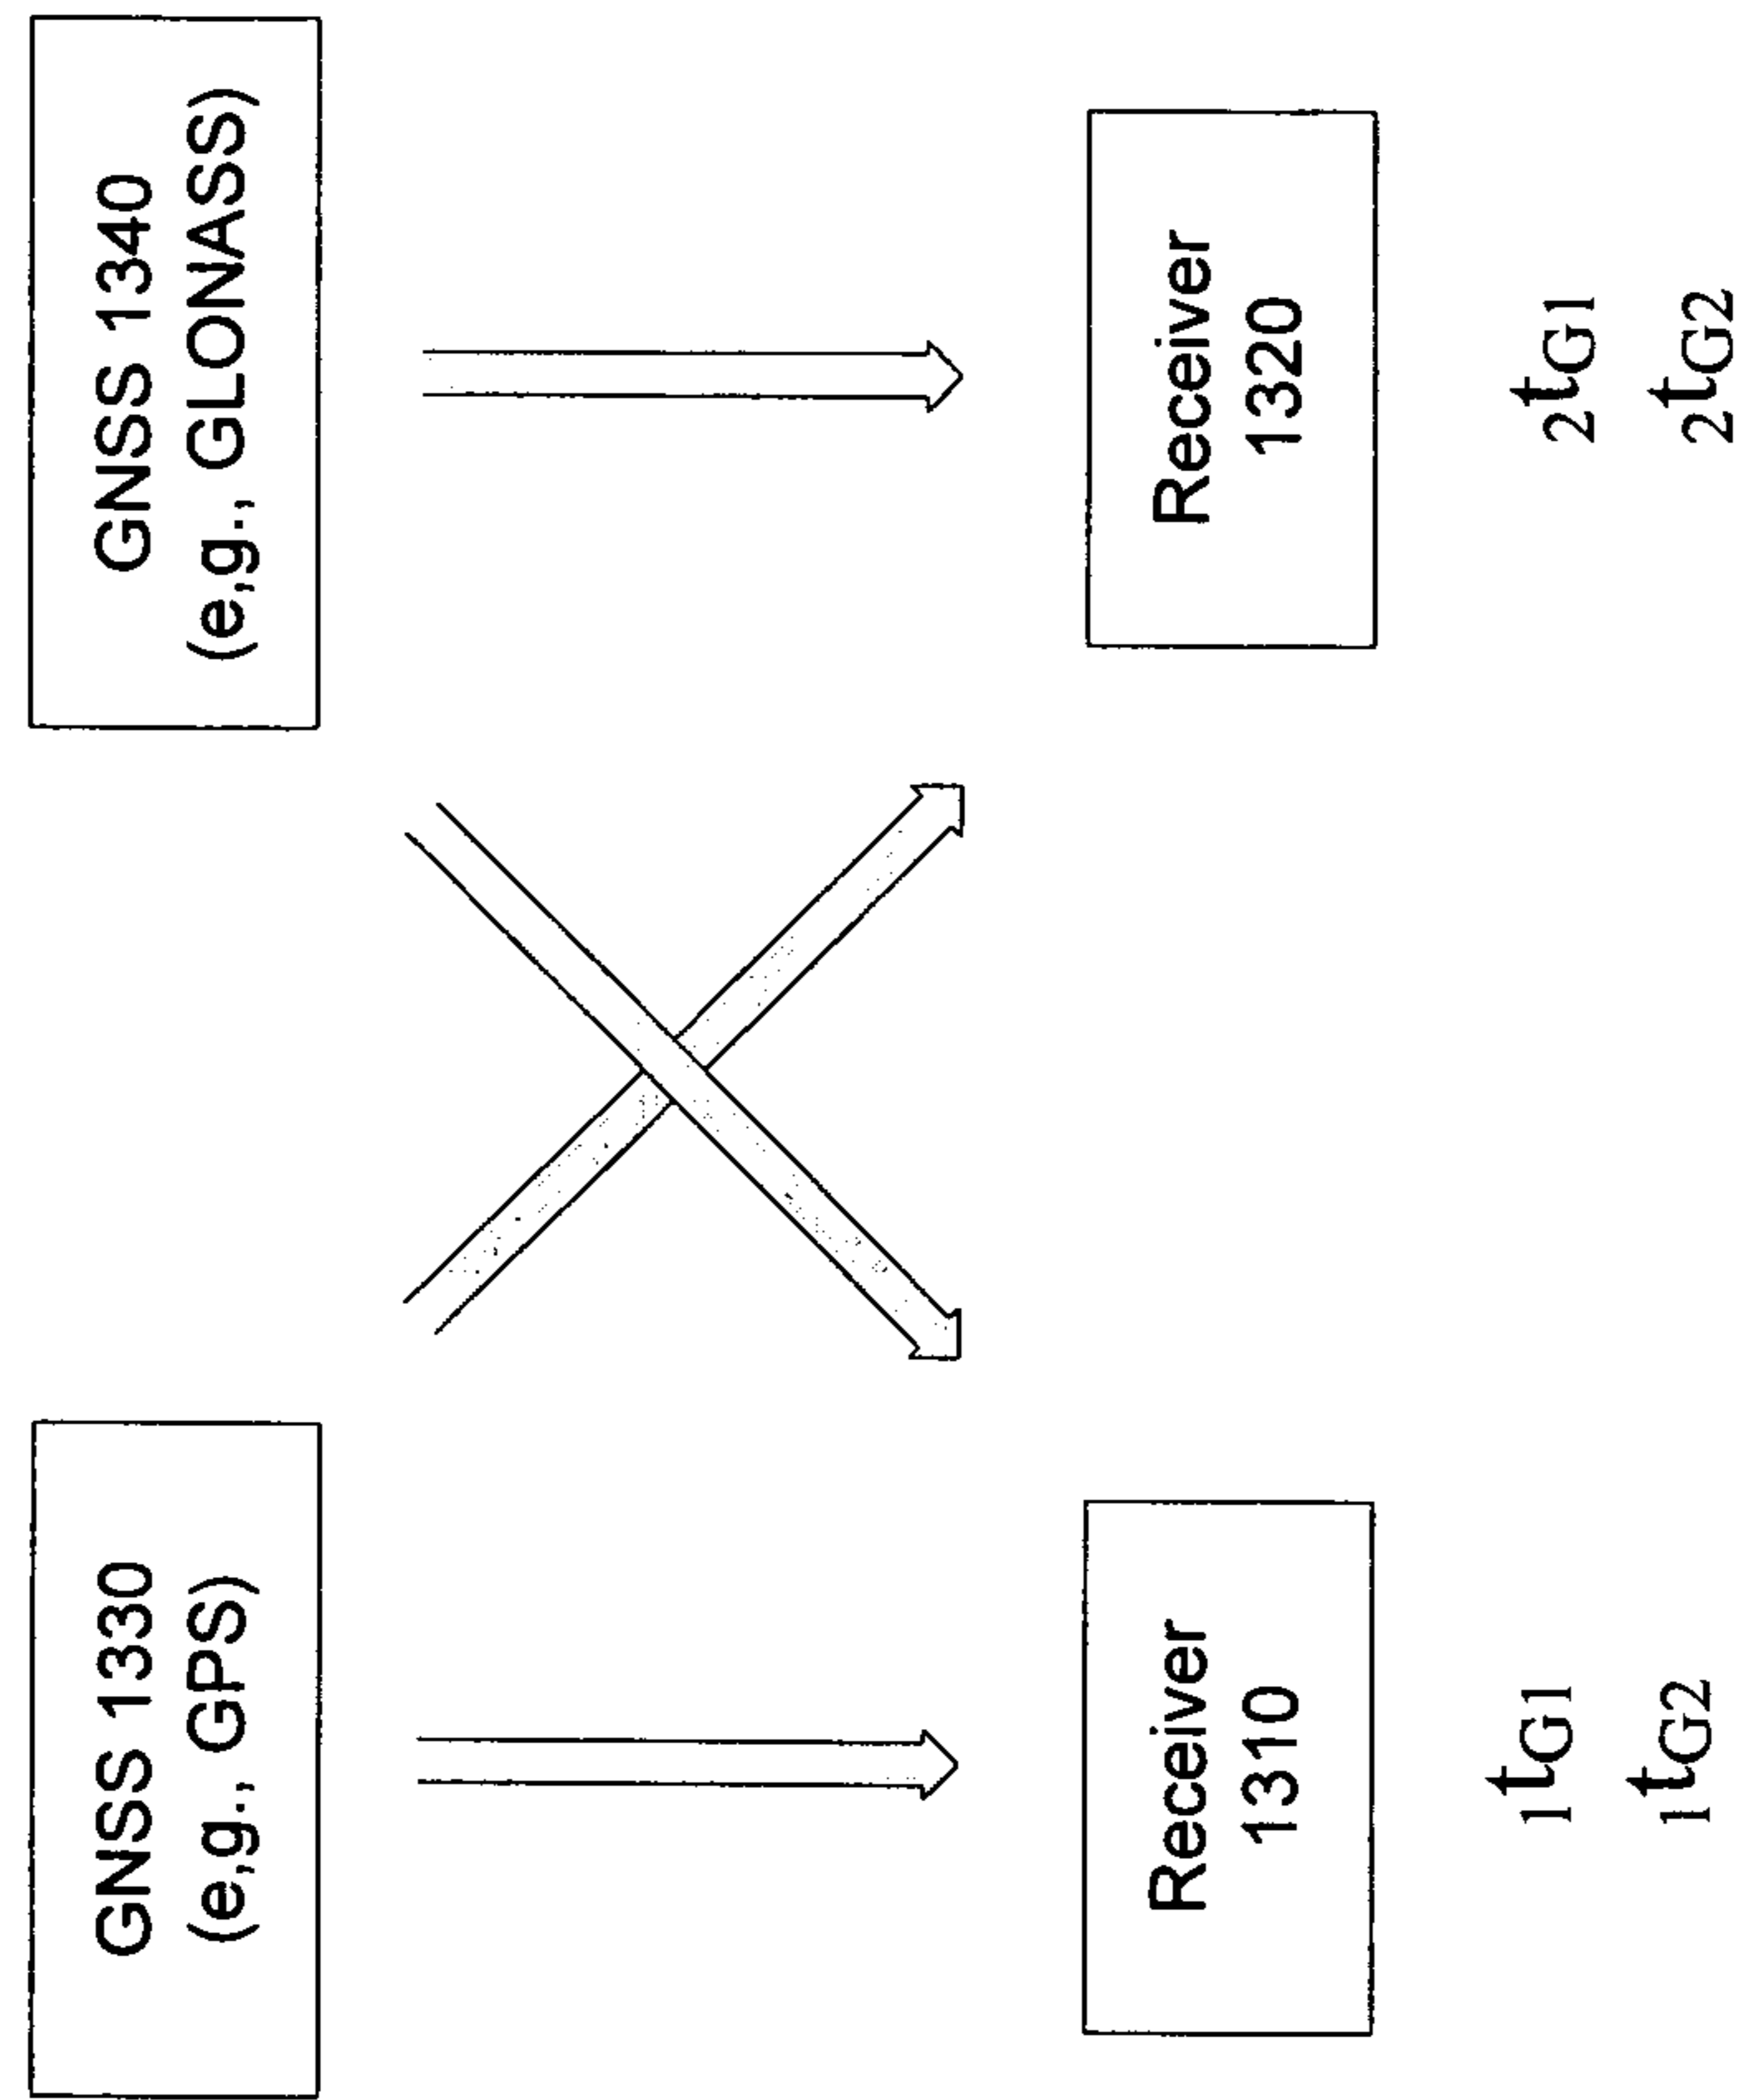 GNSS 1330
(e,g., GPS)
GNSS 1340
(e,g., GLONASS)
Receiver
1310
Receiver
1320
1tG1
1tG2
2tG1
2tG2